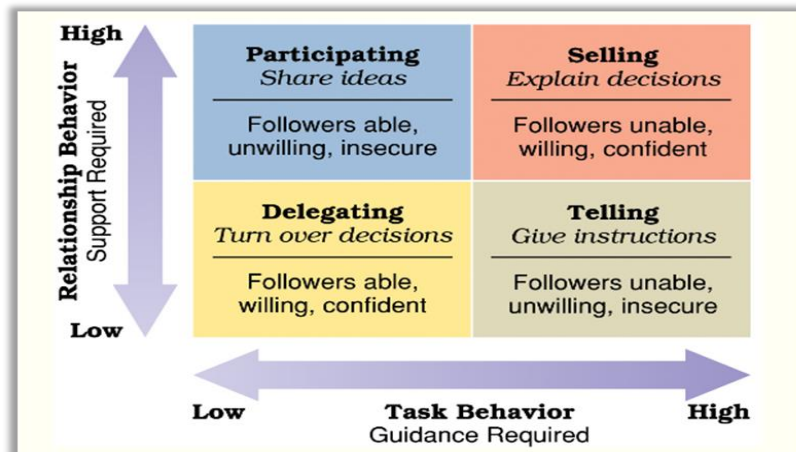 High
Relationship Behavior
Support Required
Low
Participating
Share ideas
Followers able,
unwilling, insecure
Selling
Explain decisions
Followers unable,
willing, confident
Delegating
Turn over decisions
Followers able,
willing, confident
Telling
Give instructions
Followers unable,
unwilling, insecure
Low
Task Behavior
High
Guidance Required